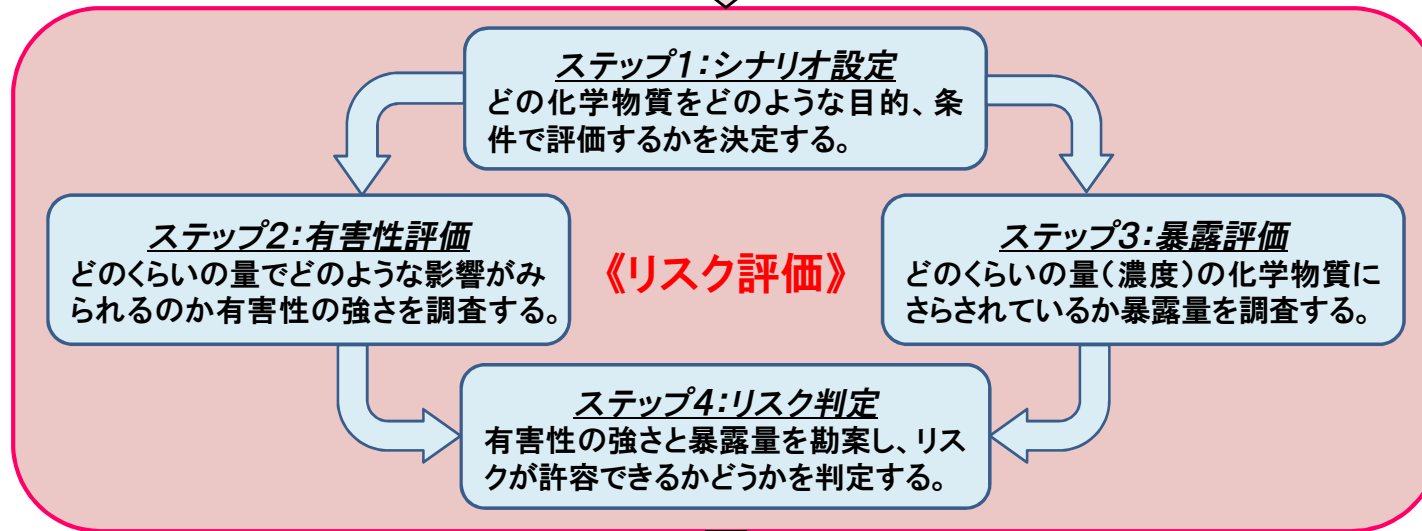 ステップ1:シナリオ設定
どの化学物質をどのような目的、条
件で評価するかを決定する。
ステップ2:有害性評価
どのくらいの量でどのような影響がみ
られるのか有害性の強さを調査する。
《リスク評価》
ステップ3:暴露評価
どのくらいの量(濃度)の化学物質に
さらされているか暴露量を調査する。
ステップ4:リスク判定
有害性の強さと暴露量を勘案し、リス
クが許容できるかどうかを判定する。